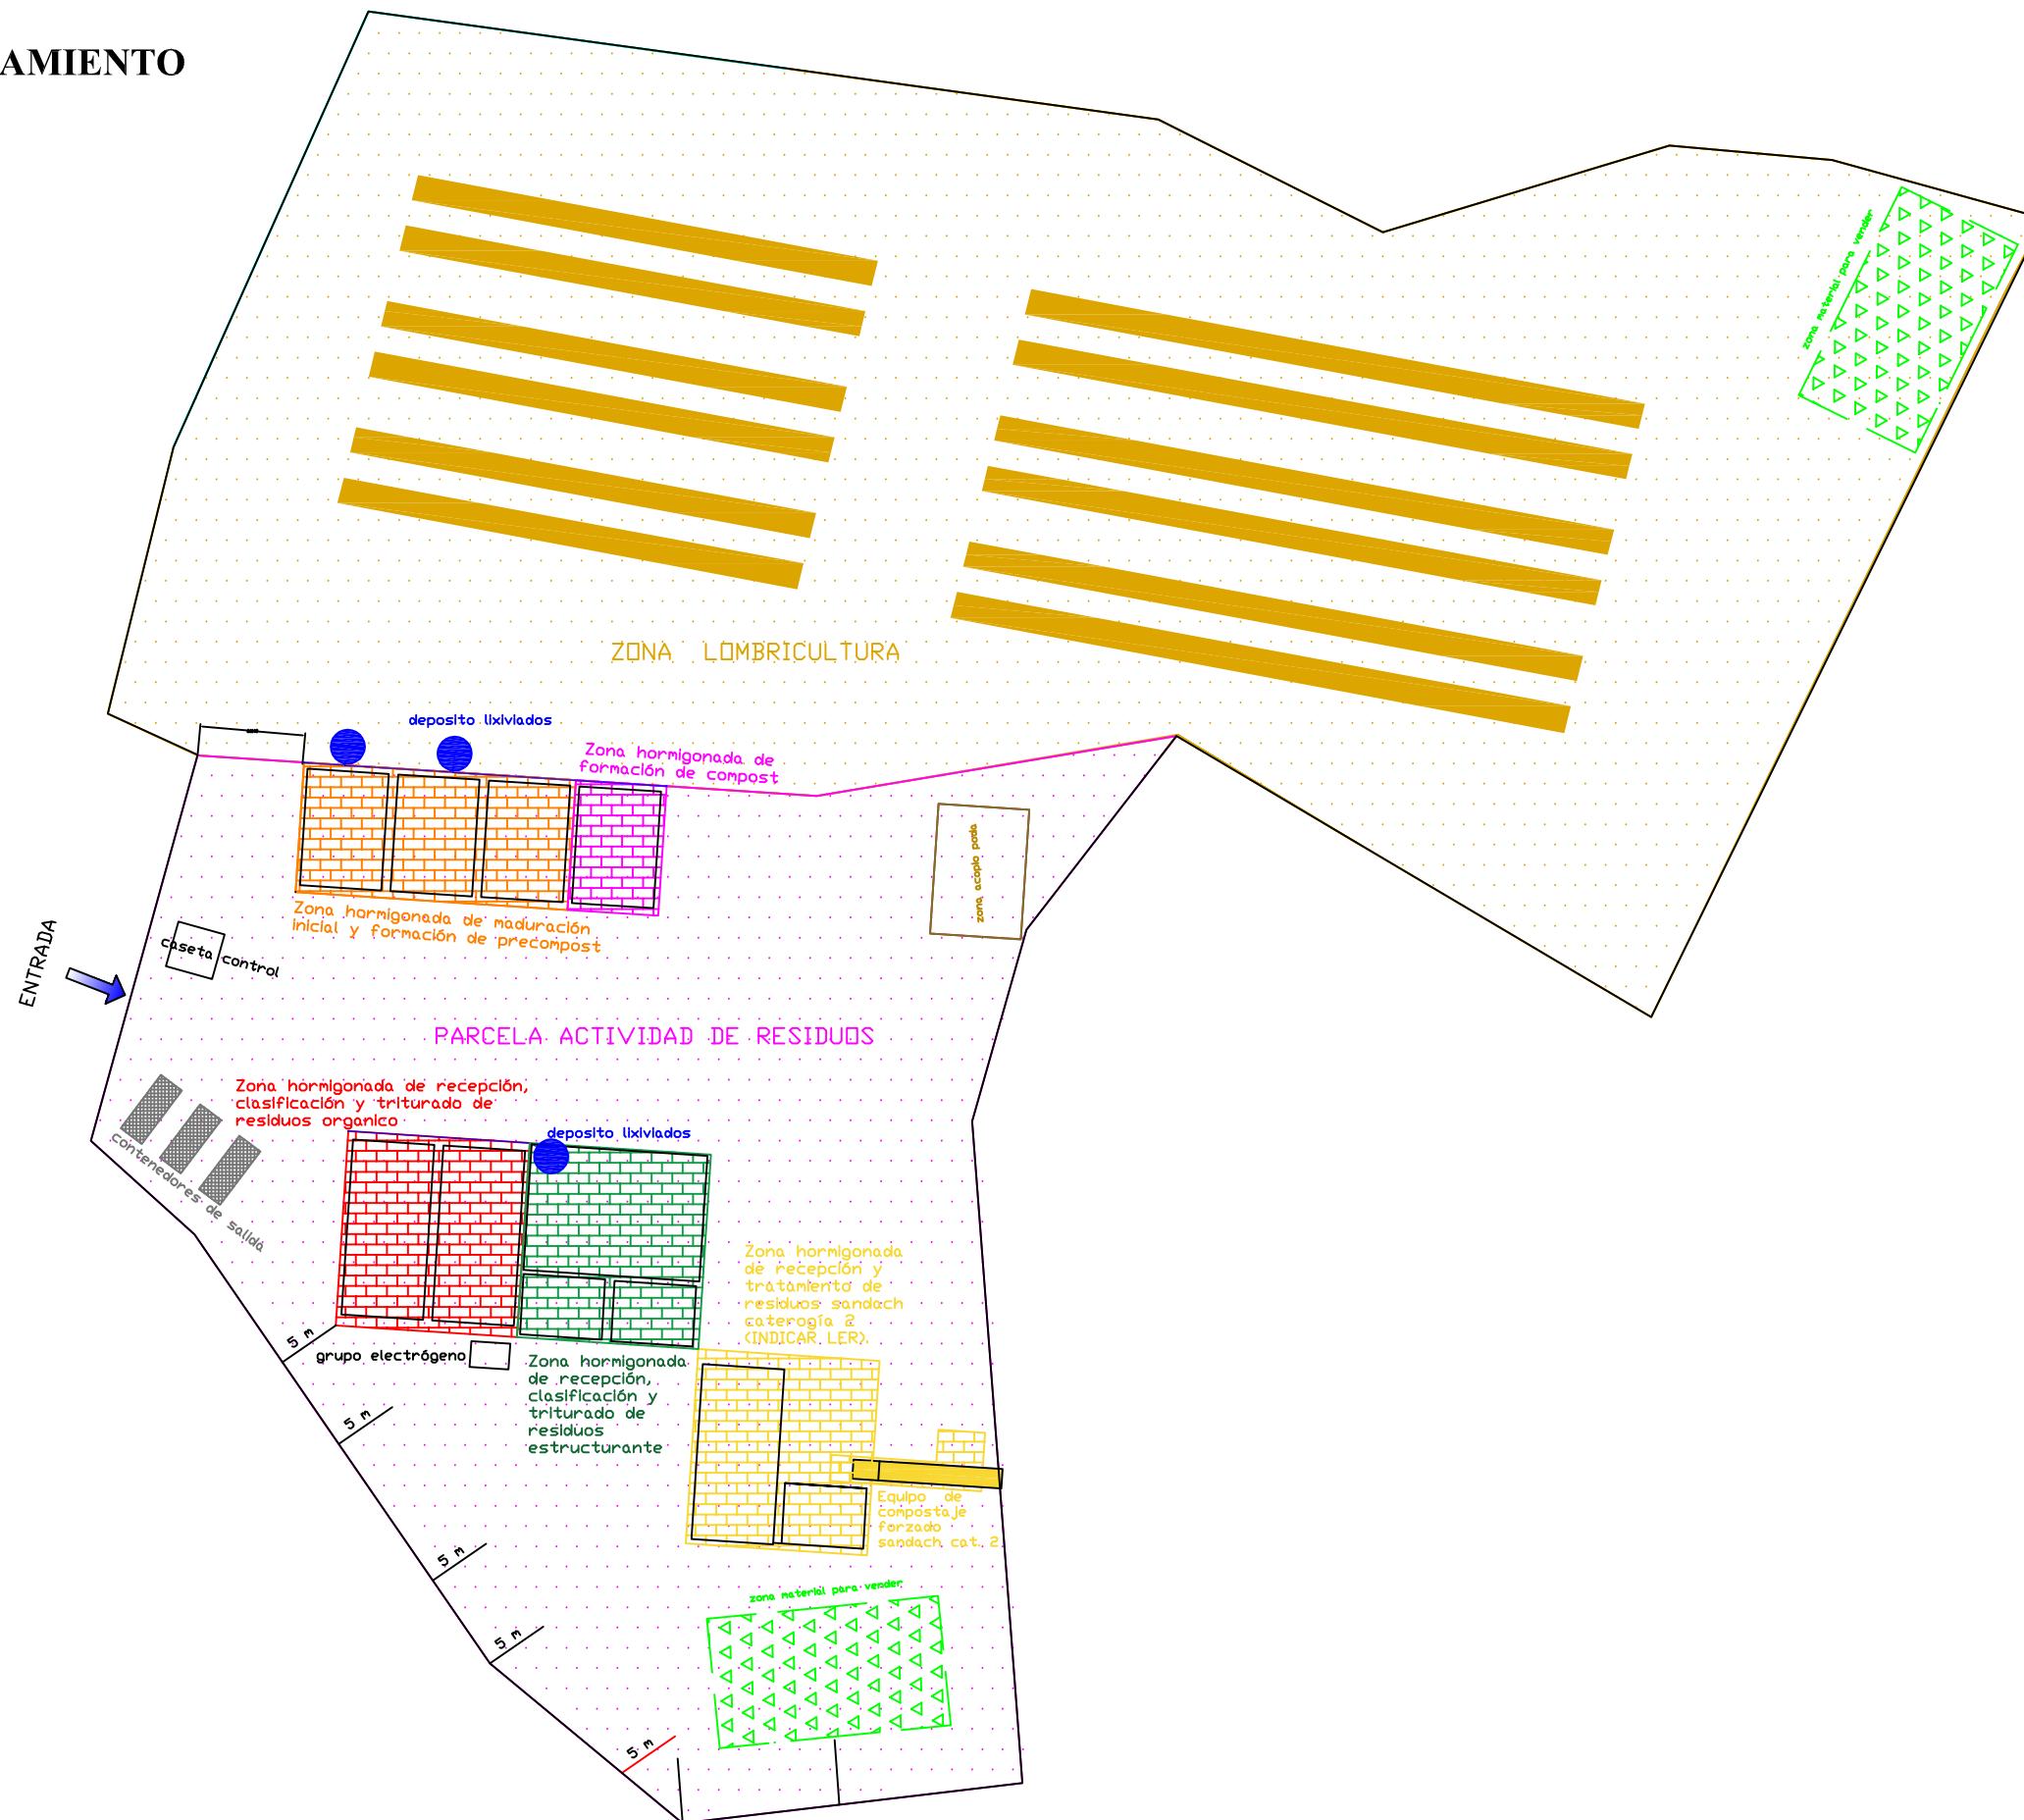 AMIENTO
zona material para vender
ZONA LOMBRICULTURA
deposito lixiviados
Zona hormigonada de
formación de compost
zona acopio poda
Zona hormigonada de maduración
inicial y formación de precompost
caseta control
ENTRADA
PARCELA ACTIVIDAD DE RESIDUOS
Zona hormigonada de recepción,
clasificación y triturado de
residuos organico
deposito lixiviados
contenedores de salida
Zona hormigonada
de recepción y
tratamiento de
residuos sandach
caterogía 2
(INDICAR LER).
5 m
grupo electrógeno
Zona hormigonada
de recepción,
clasificación y
triturado de
residuos
estructurante
5 m
Equipo de
compostaje
forzado
sandach cat. 2
5 m
zona material para vender
5 m
5 m